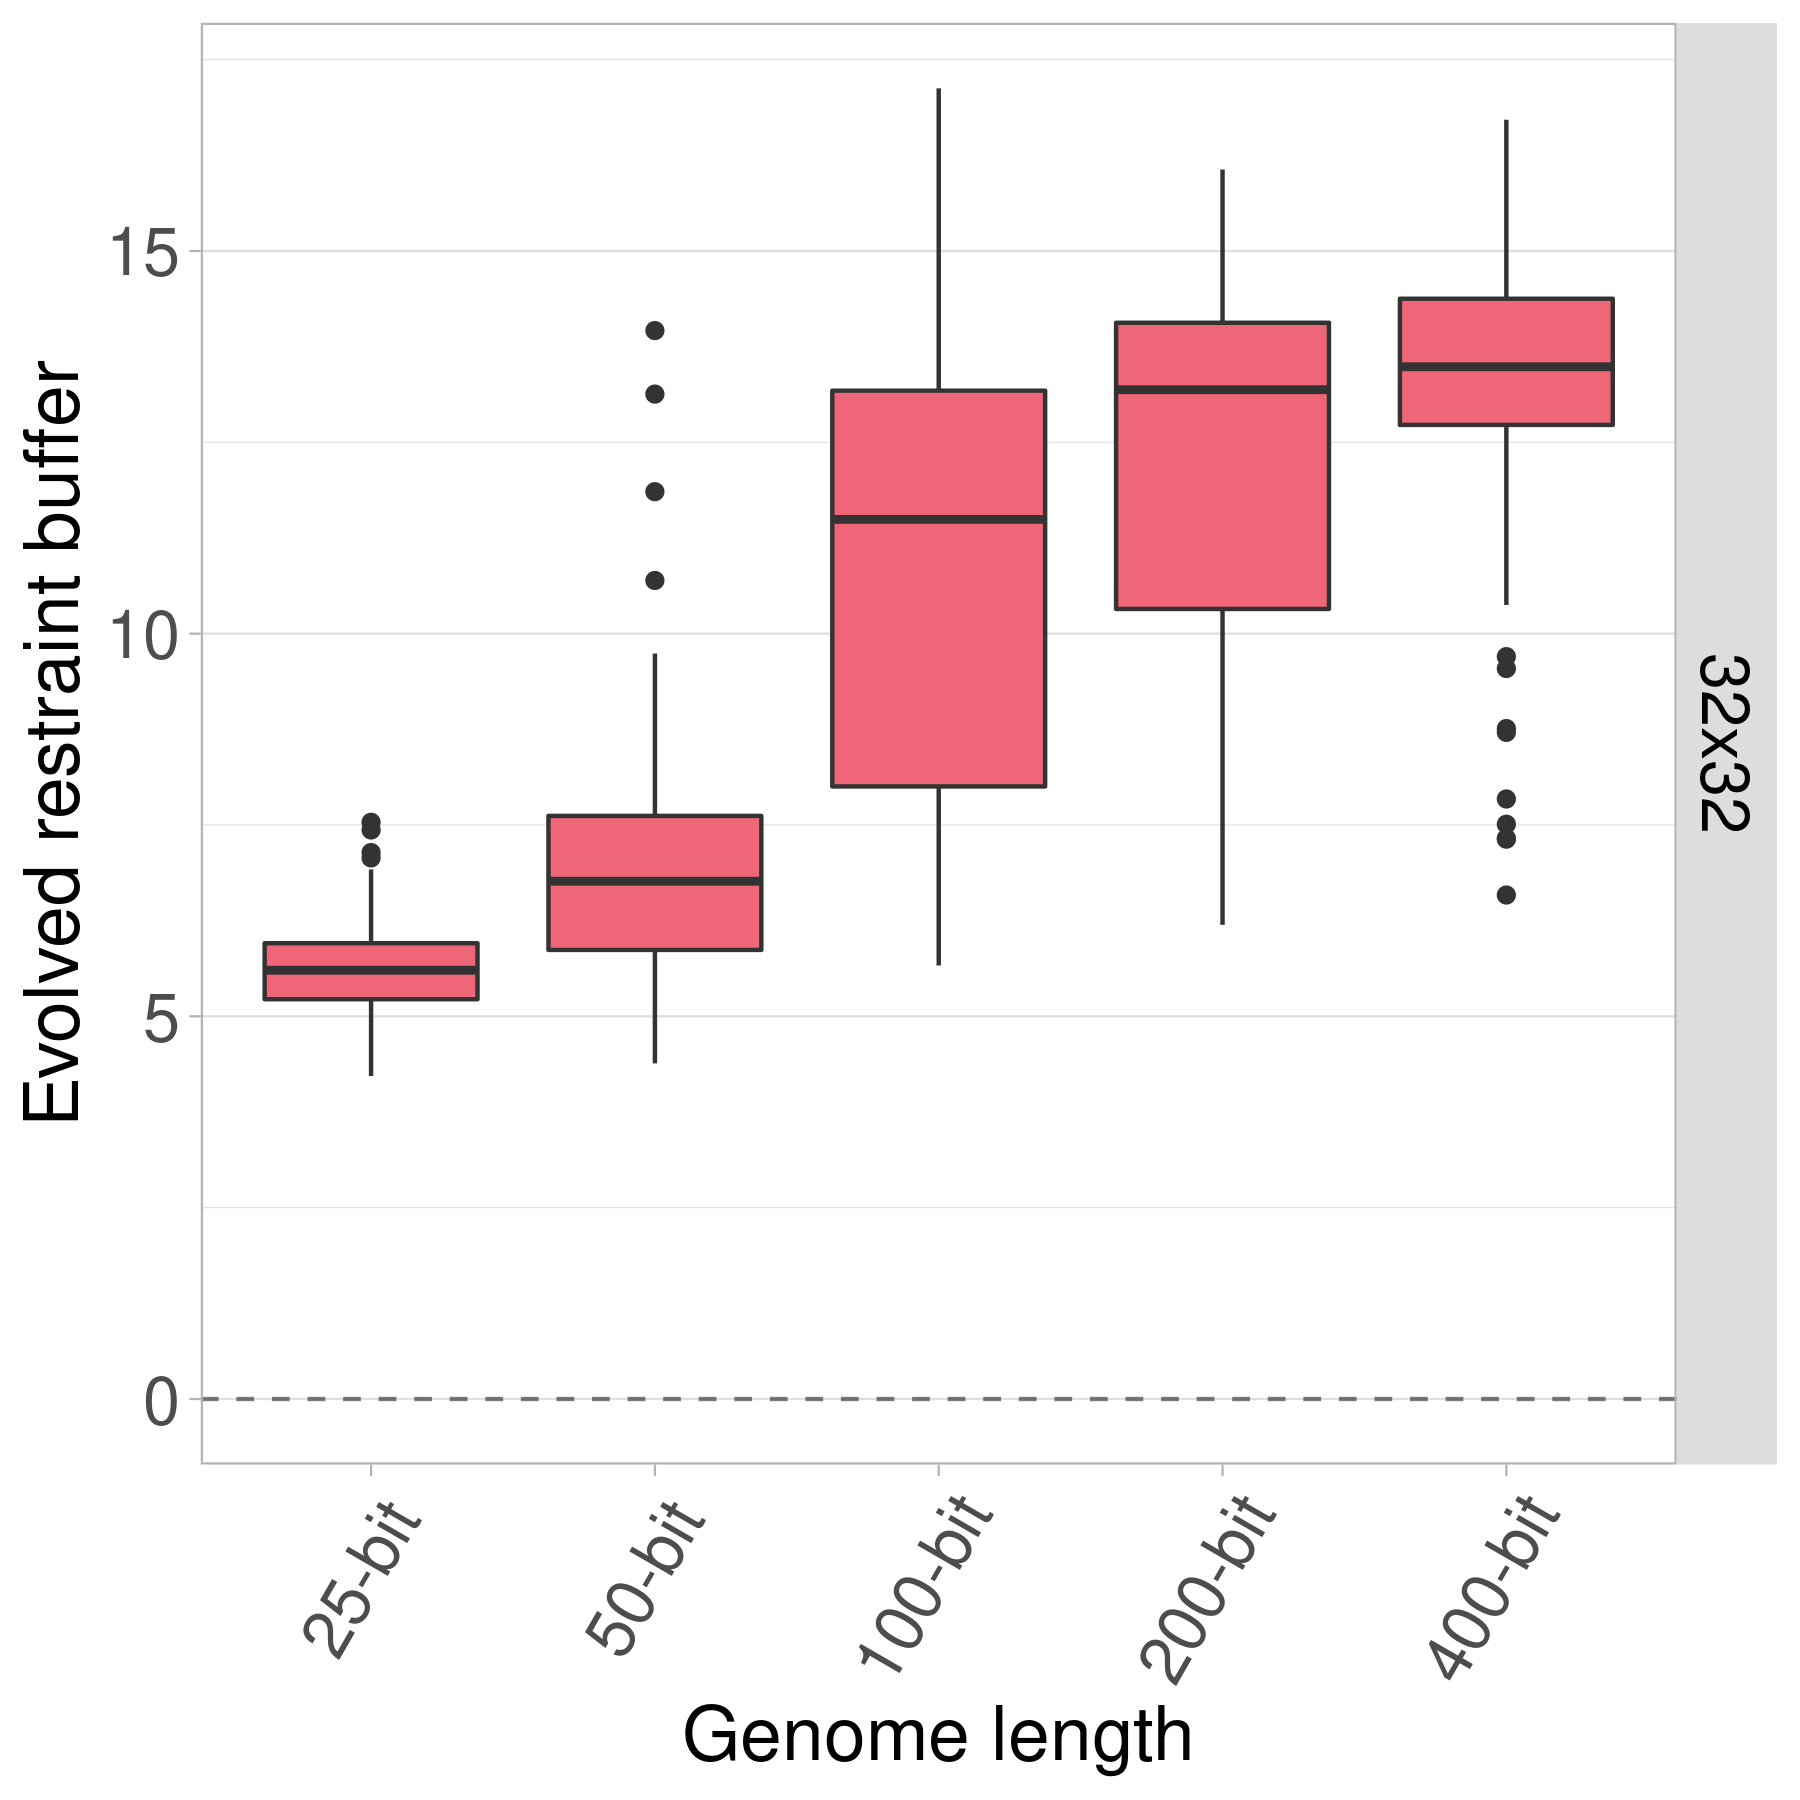 Evolved restraint buffer
15
10
5
0
32x32
25-bit
50-bit
100-bit
200-bit
400-bit
Genome length